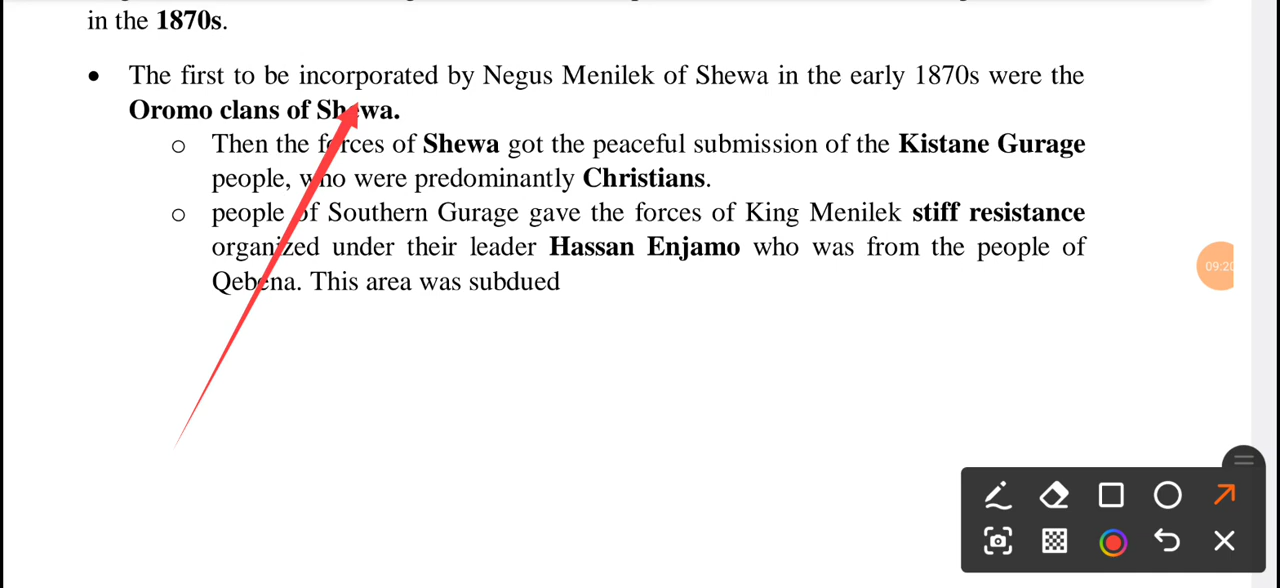 in the 1870s.
• The first to be incorporated by Negus Menilek of Shewa in the early 1870s were the
Oromo clans of Shewa.
o Then the forces of Shewa got the peaceful submission of the Kistane Gurage
people, who were predominantly Christians.
o people of Southern Gurage gave the forces of King Menilek stiff resistance
organized under their leader Hassan Enjamo who was from the people of
Qebena. This area was subdued
09:20